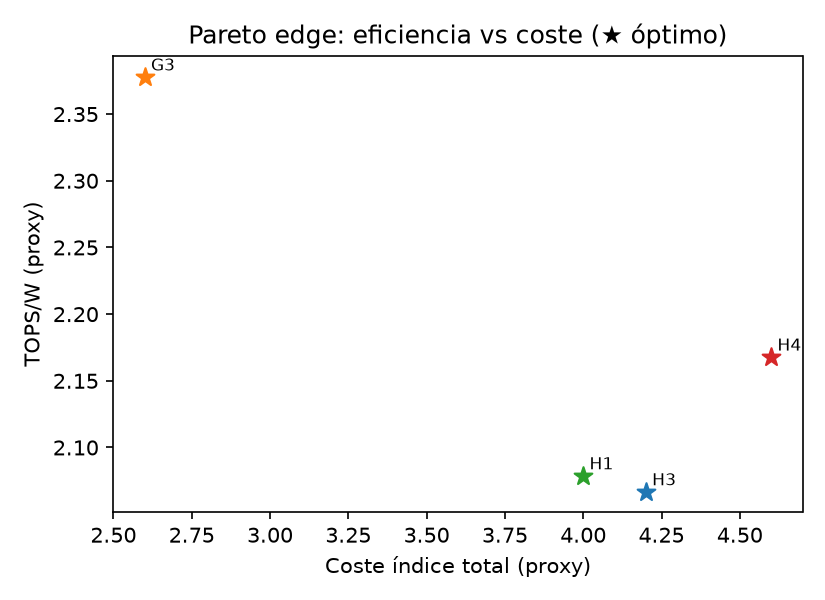 Pareto edge: eficiencia vs coste (★ óptimo)
G3
2.35
2.30
2.25
2.20
2.15
2.10
TOPS/W (proxy)
H4
H1
H3
2.50 2.75 3.00 3.25 3.50 3.75 4.00 4.25 4.50
Coste índice total (proxy)